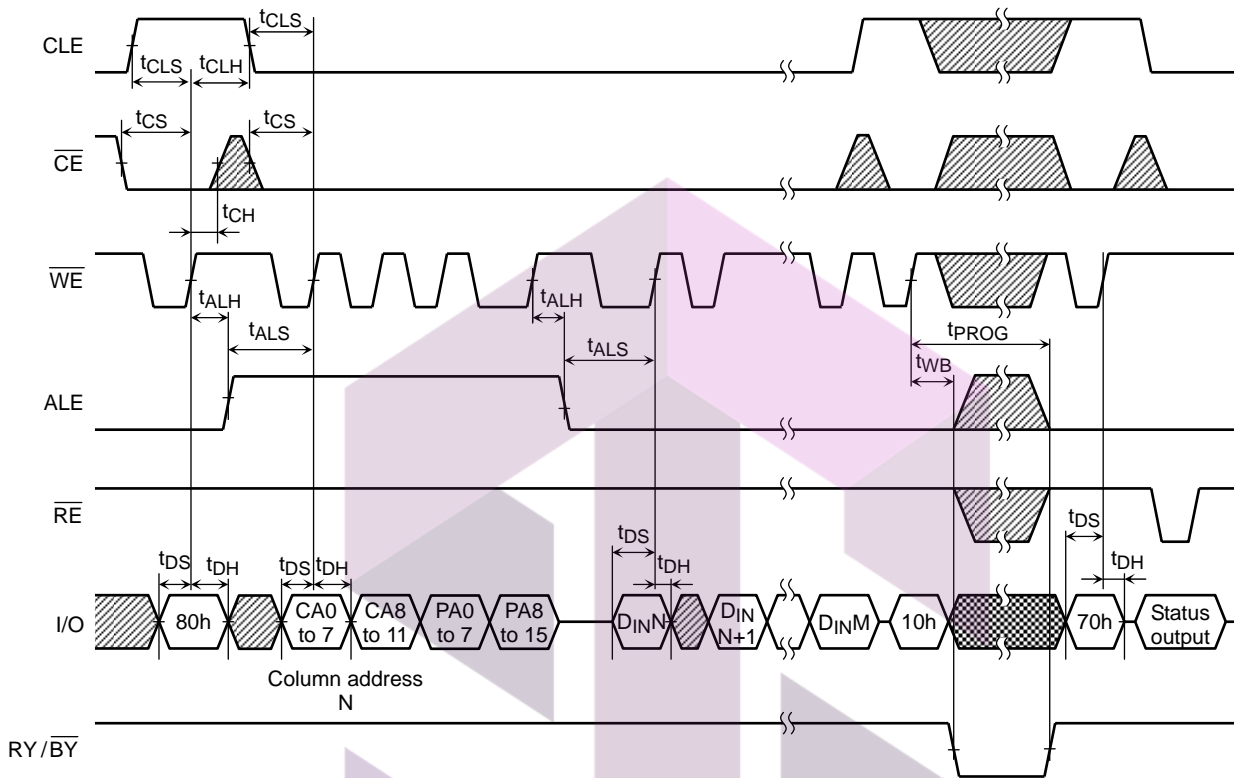 CLE
tCLS
tCLS
tCLH
CE
tCS
tCS
tCH
WE
tALH
tALH
tALS
tALS
tPROG
tWB
ALE
RE
tDS
tDH
tDS
tDH
tDS
tDH
tDS
tDH
I/O
80h
CA0
to 7
CA8
to 11
PA0
to 7
PA8
to 15
DINN
DIN
N+1
DINM
10h
70h
Status
output
Column address
N
RY/BY